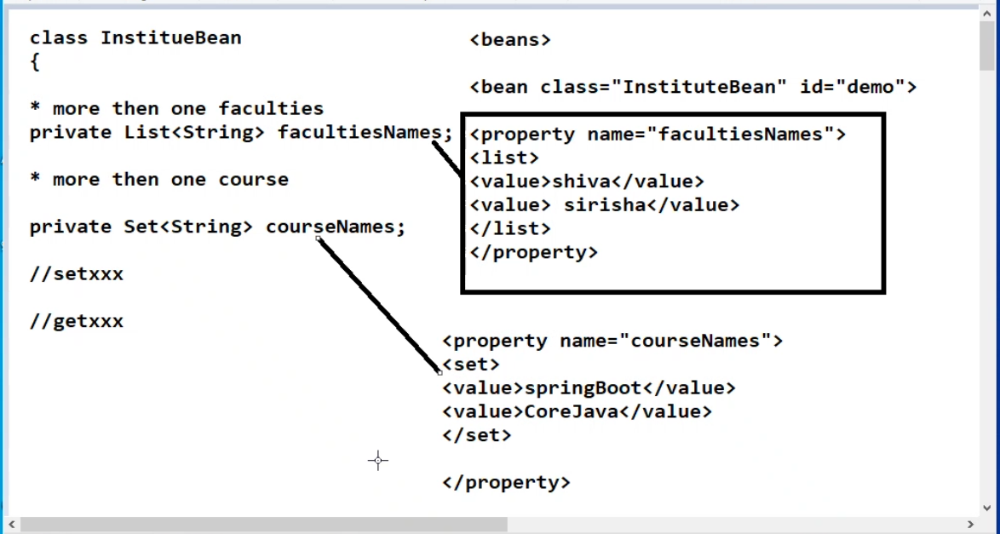 class InstitueBean
{
* more then one faculties
private List<String> facultiesNames;
* more then one course
private Set<String> courseNames;
//setxxx
//getxxx
<beans>
<bean class="InstituteBean" id="demo">
<property name="facultiesNames">
<list>
<value>shiva</value>
<value> sirisha</value>
</list>
</property>
<property name="courseNames">
<set>
<value>springBoot</value>
<value>CoreJava</value>
</set>
</property>